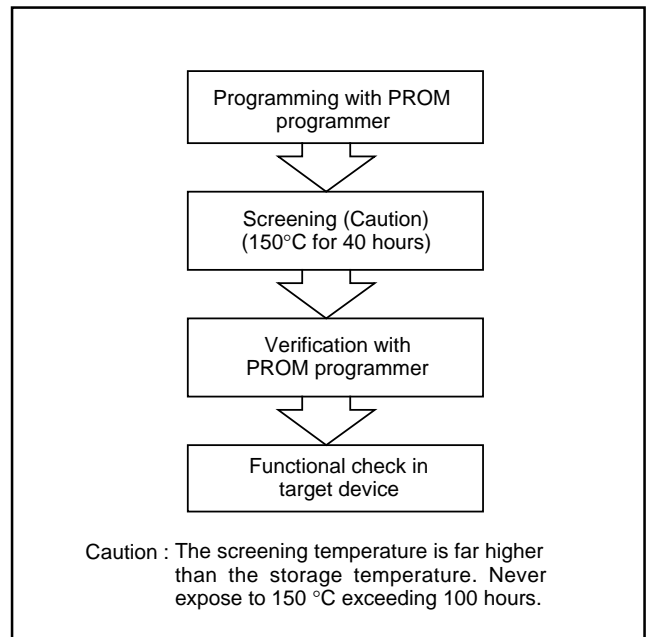 Programming with PROM
programmer
Screening (Caution)
(150°C for 40 hours)
Verification with
PROM programmer
Functional check in
target device
Caution : The screening temperature is far higher
than the storage temperature. Never
expose to 150 °C exceeding 100 hours.